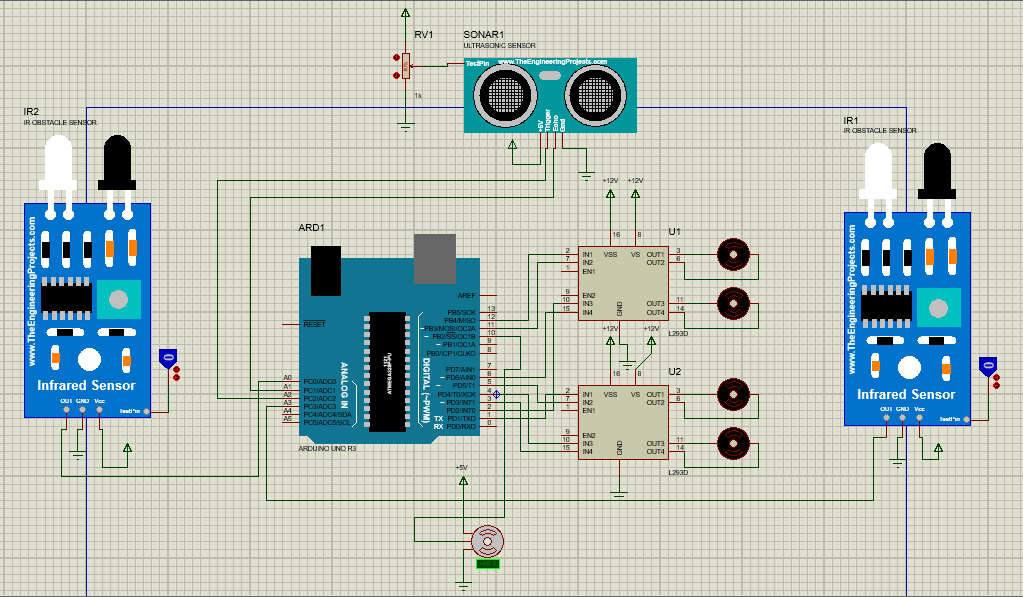 RV1
1k
SONAR1
ULTRASONIC SENSOR
TestPin
www.TheEngineeringProjects.com
+5V
Trigger
Echo
Gnd
IR2
IR OBSTACLE SENSOR
www.TheEngineeringProjects.com
Infrared Sensor
OUT GND Vcc
TestPin
0
IR1
IR OBSTACLE SENSOR
www.TheEngineeringProjects.com
Infrared Sensor
OUT GND Vcc
TestPin
0
ARD1
RESET
AREF
PB5/SCK 13
PB4/MISO 12
~PB3/MOSI/OC2A 11
~PB2/SS/OC1B 10
~PB1/OC1A 9
PB0/ICP1/CLKO 8
PD7/AIN1 7
~PD6/AIN0 6
~PD5/T1 5
PD4/T0/XCK 4
~PD3/INT1 3
PD2/INT0 2
TX PD1/TXD 1
RX PD0/RXD 0
DIGITAL (~PWM)
ANALOG IN
A0 PC0/ADC0
A1 PC1/ADC1
A2 PC2/ADC2
A3 PC3/ADC3
A4 PC4/ADC4/SDA
A5 PC5/ADC5/SCL
ARDUINO UNO R3
+12V +12V
U1
16 8
2 IN1 VSS VS OUT1 3
7 IN2 OUT2 6
1 EN1
9 EN2
10 IN3 OUT3 11
15 IN4 GND OUT4 14
L293D
+12V +12V
U2
16 8
2 IN1 VSS VS OUT1 3
7 IN2 OUT2 6
1 EN1
9 EN2
10 IN3 OUT3 11
15 IN4 GND OUT4 14
L293D
+5V